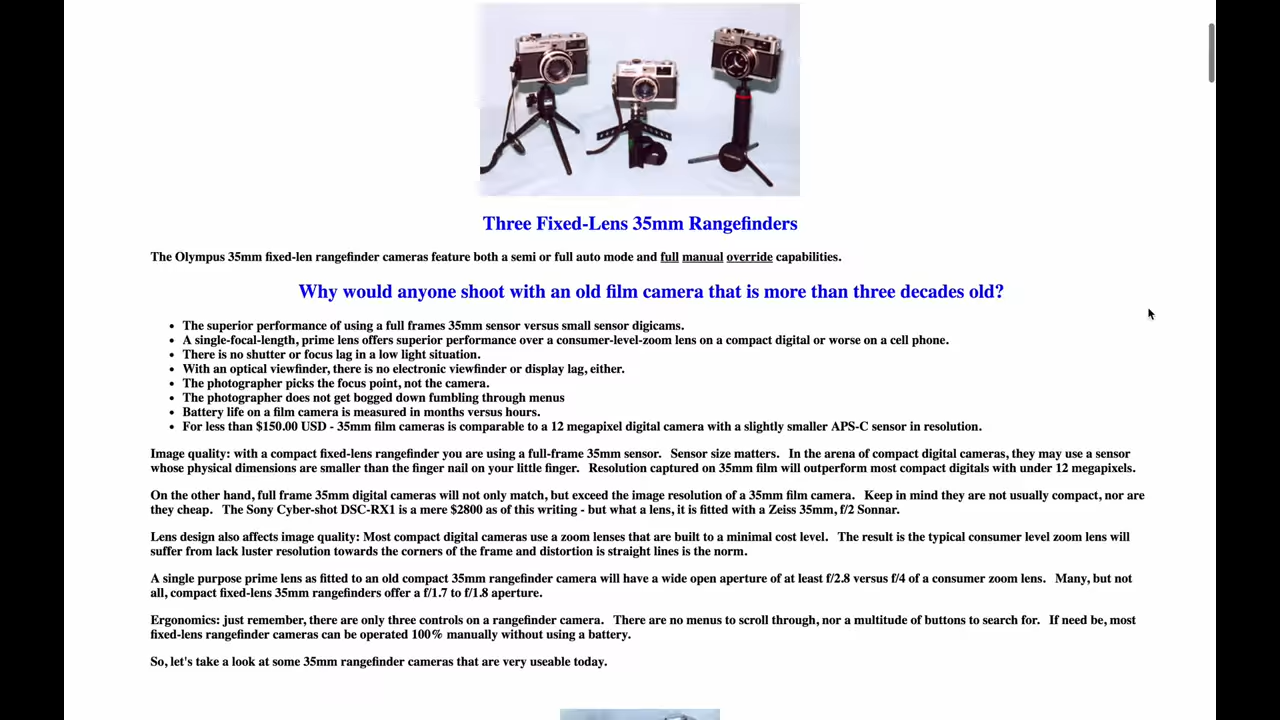 Three Fixed-Lens 35mm Rangefinders
The Olympus 35mm fixed-len rangefinder cameras feature both a semi or full auto mode and full manual override capabilities.
Why would anyone shoot with an old film camera that is more than three decades old?
• The superior performance of using a full frames 35mm sensor versus small sensor digicams.
• A single-focal-length, prime lens offers superior performance over a consumer-level-zoom lens on a compact digital or worse on a cell phone.
• There is no shutter or focus lag in a low light situation.
• With an optical viewfinder, there is no electronic viewfinder or display lag, either.
• The photographer picks the focus point, not the camera.
• The photographer does not get bogged down fumbling through menus
• Battery life on a film camera is measured in months versus hours.
• For less than $150.00 USD - 35mm film cameras is comparable to a 12 megapixel digital camera with a slightly smaller APS-C sensor in resolution.
Image quality: with a compact fixed-lens rangefinder you are using a full-frame 35mm sensor. Sensor size matters. In the arena of compact digital cameras, they may use a sensor
whose physical dimensions are smaller than the finger nail on your little finger. Resolution captured on 35mm film will outperform most compact digitals with under 12 megapixels.
On the other hand, full frame 35mm digital cameras will not only match, but exceed the image resolution of a 35mm film camera. Keep in mind they are not usually compact, nor are
they cheap. The Sony Cyber-shot DSC-RX1 is a mere $2800 as of this writing - but what a lens, it is fitted with a Zeiss 35mm, f/2 Sonnar.
Lens design also affects image quality: Most compact digital cameras use a zoom lenses that are built to a minimal cost level. The result is the typical consumer level zoom lens will
suffer from lack luster resolution towards the corners of the frame and distortion is straight lines is the norm.
A single purpose prime lens as fitted to an old compact 35mm rangefinder camera will have a wide open aperture of at least f/2.8 versus f/4 of a consumer zoom lens. Many, but not
all, compact fixed-lens 35mm rangefinders offer a f/1.7 to f/1.8 aperture.
Ergonomics: just remember, there are only three controls on a rangefinder camera. There are no menus to scroll through, nor a multitude of buttons to search for. If need be, most
fixed-lens rangefinder cameras can be operated 100% manually without using a battery.
So, let's take a look at some 35mm rangefinder cameras that are very useable today.